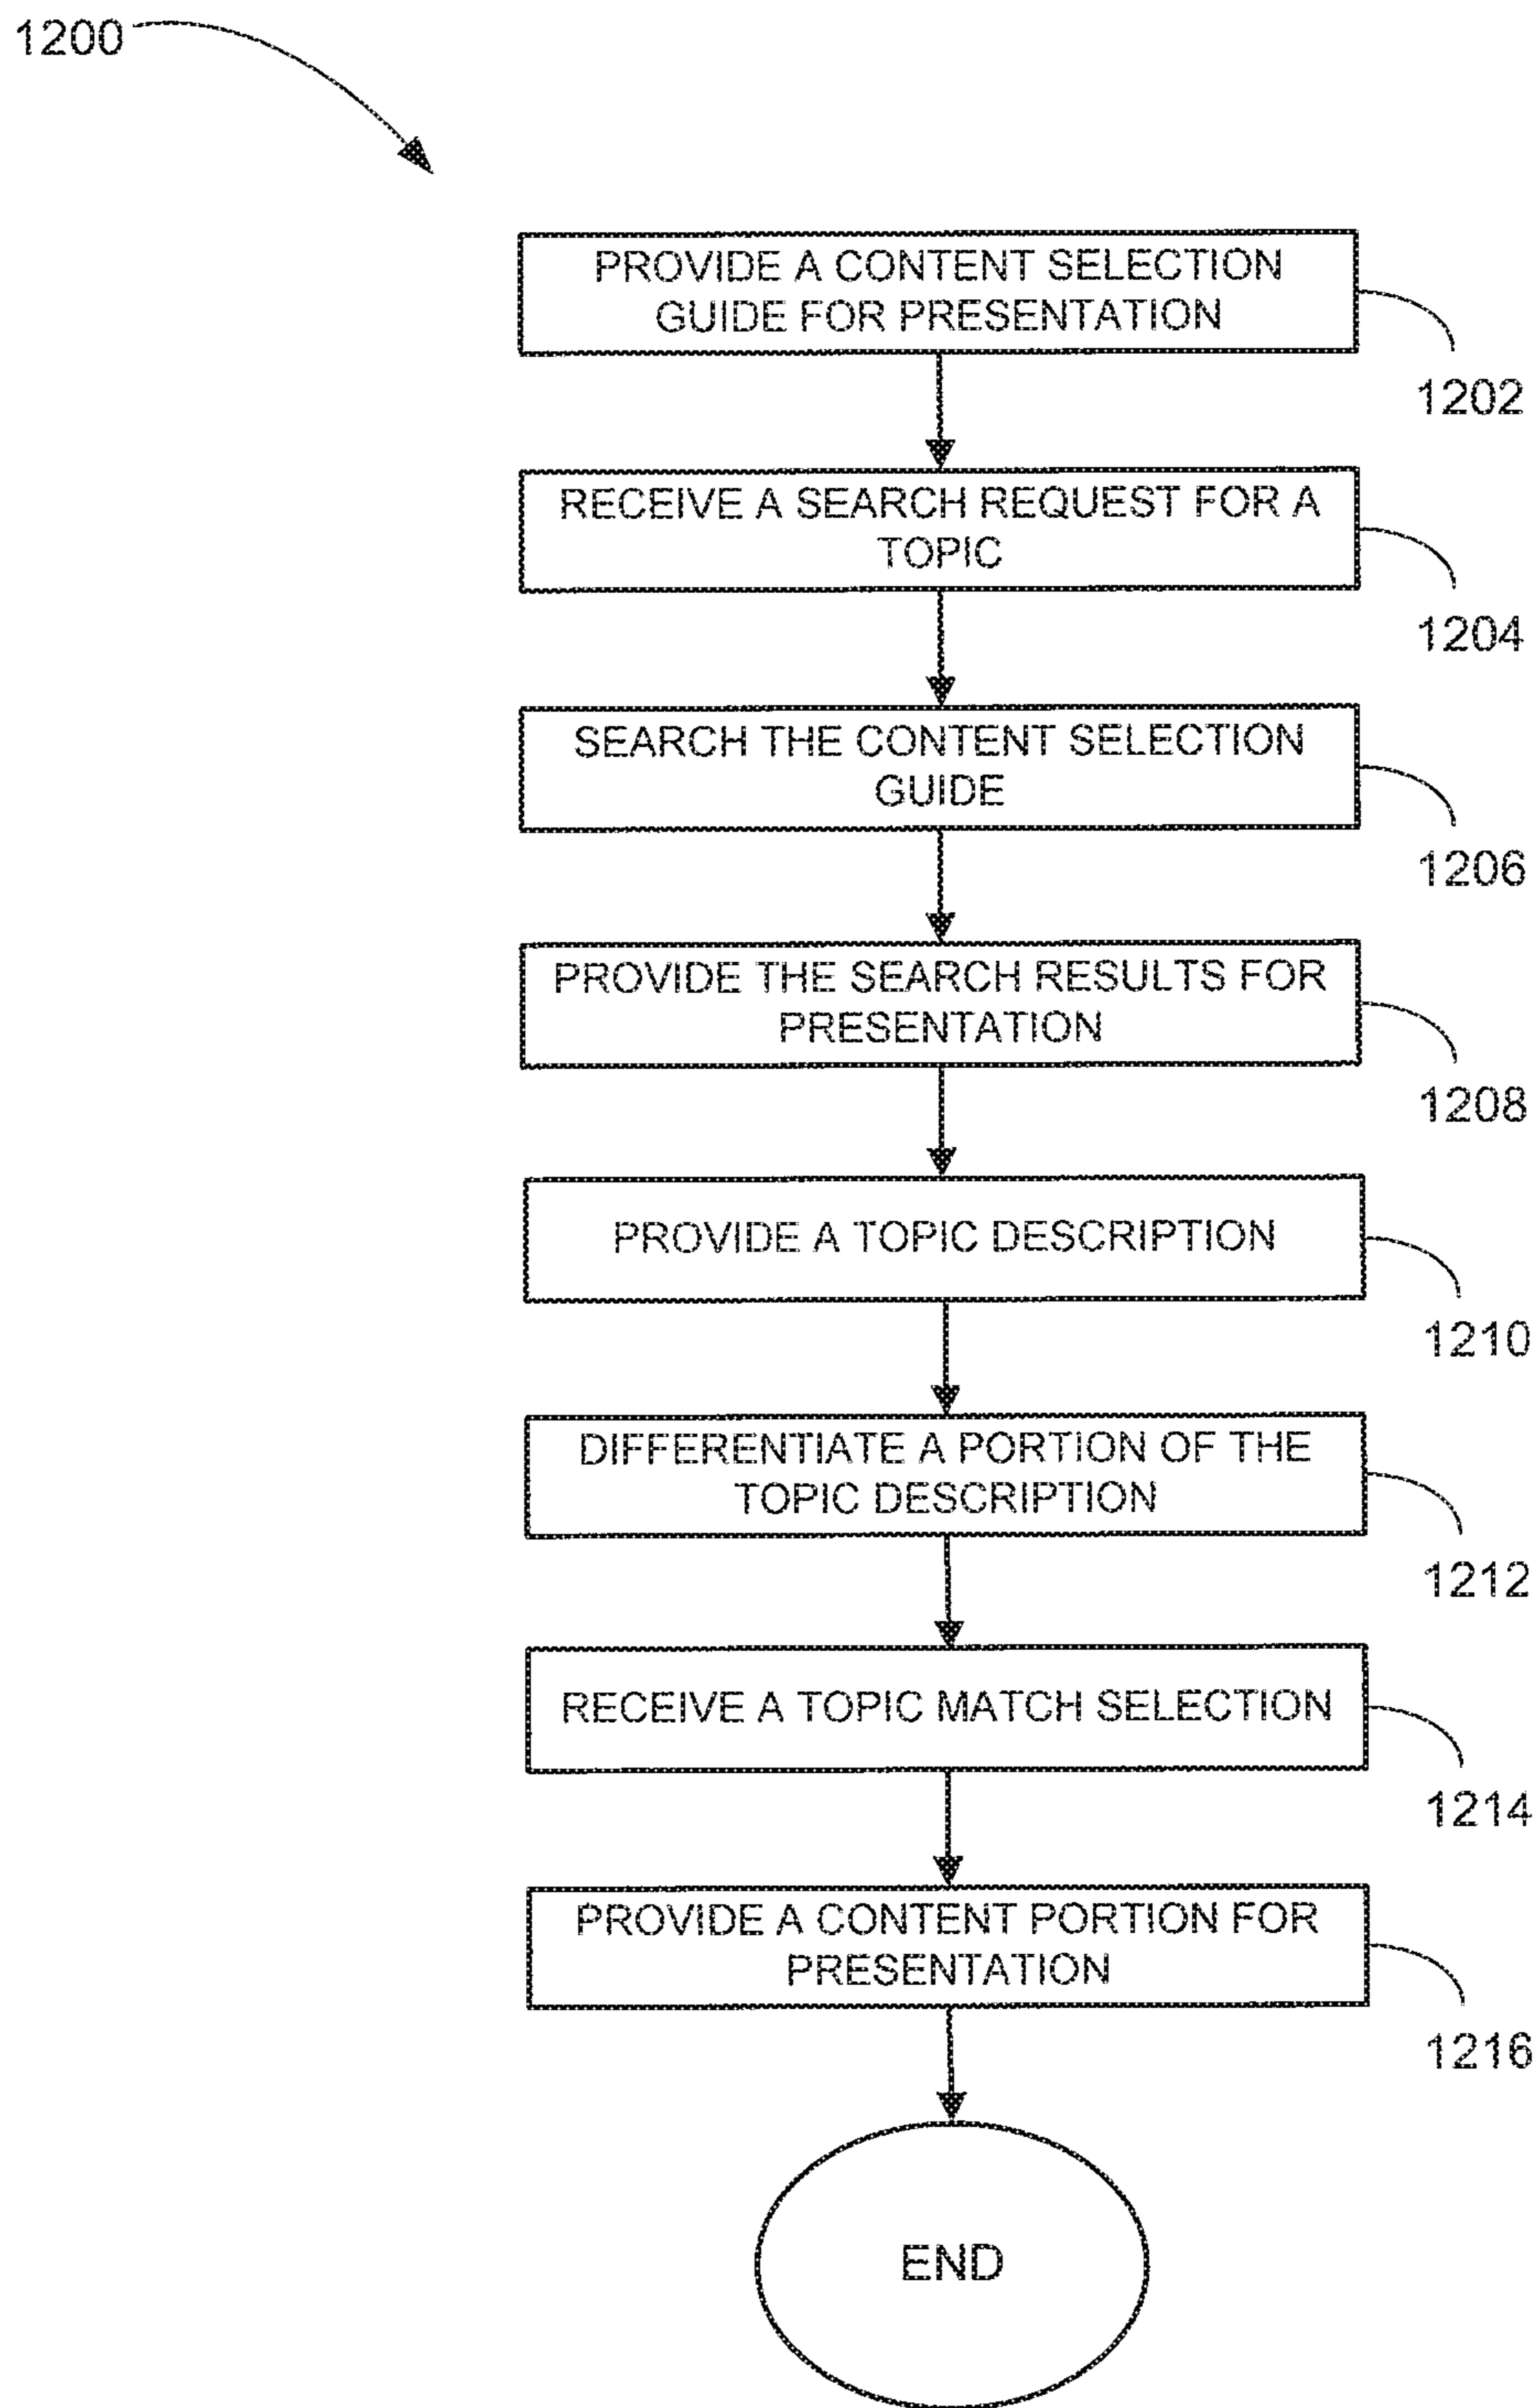 1200
PROVIDE A CONTENT SELECTION
GUIDE FOR PRESENTATION
1202
RECEIVE A SEARCH REQUEST FOR A
TOPIC
1204
SEARCH THE CONTENT SELECTION
GUIDE
1206
PROVIDE THE SEARCH RESULTS FOR
PRESENTATION
1208
PROVIDE A TOPIC DESCRIPTION
1210
DIFFERENTIATE A PORTION OF THE
TOPIC DESCRIPTION
1212
RECEIVE A TOPIC MATCH SELECTION
1214
PROVIDE A CONTENT PORTION FOR
PRESENTATION
1216
END